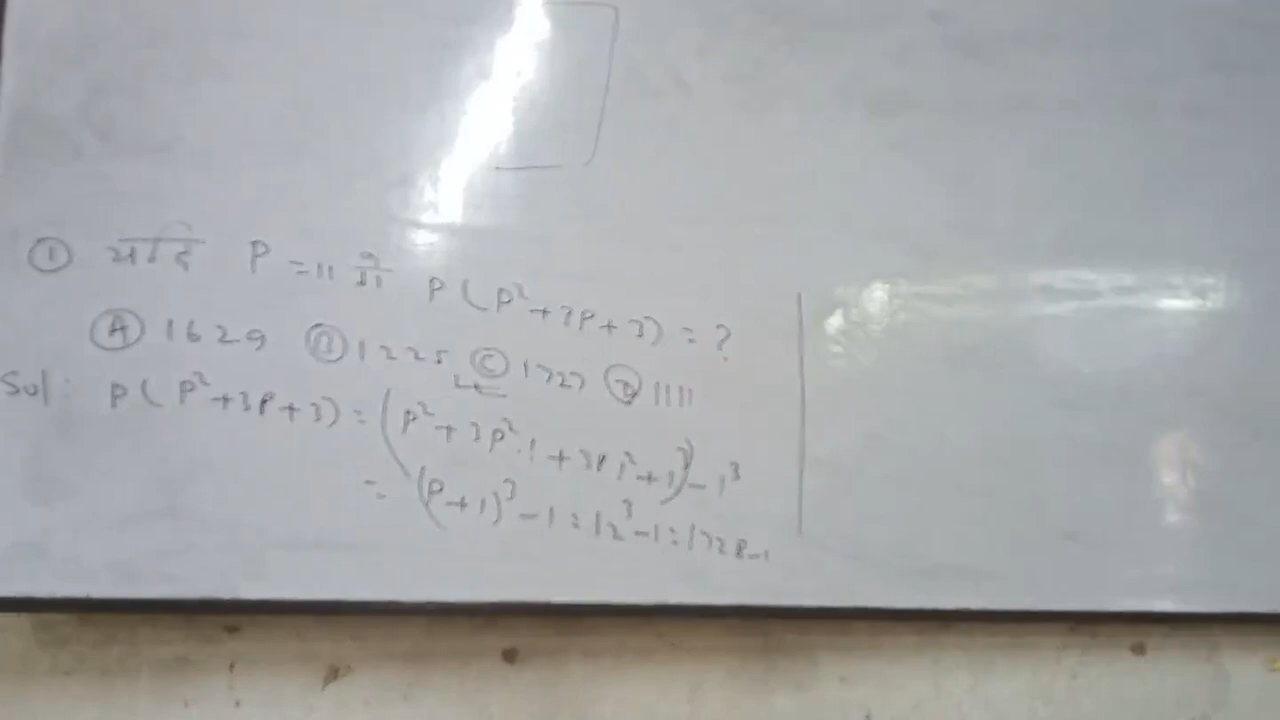 ① यदि P = 11 तो P(P²+3P+3) = ?
Ⓐ 1629 Ⓑ 1225 Ⓒ 1727 Ⓓ 1111
Sol: P(P²+3P+3) = (P²+3P².1+3P1²+1³)-1³
= (P+1)³-1 = 12³-1 = 1728-1